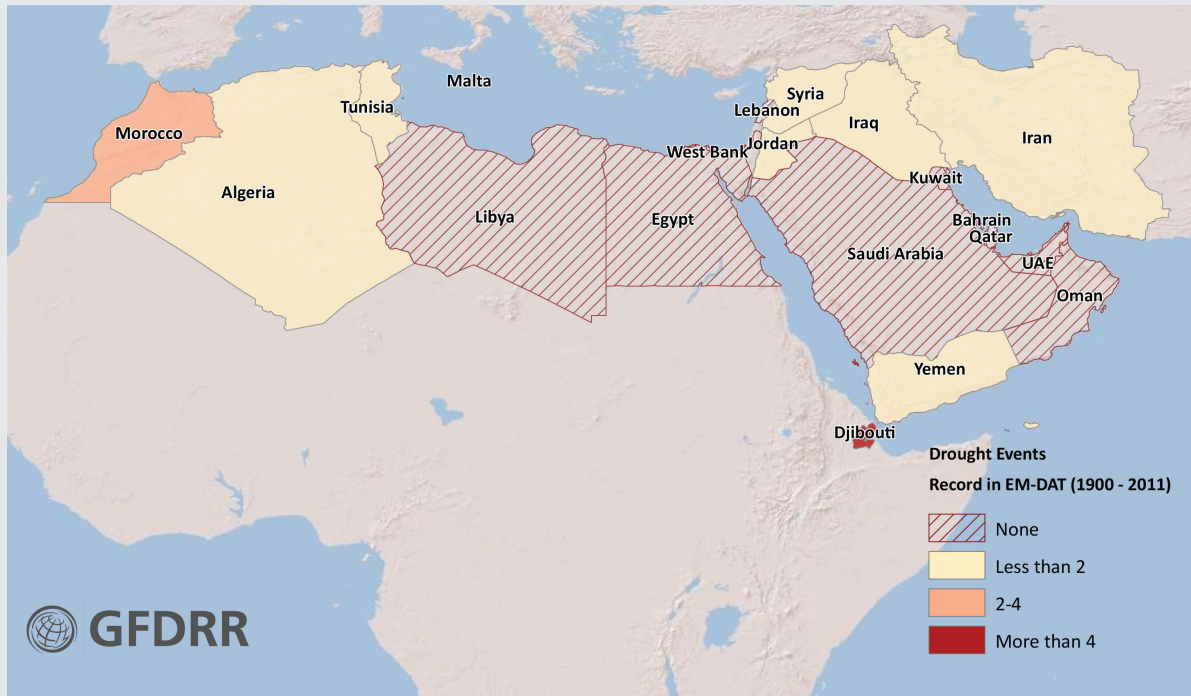 Malta
Tunisia
Syria
Lebanon
Morocco
Iraq
Iran
Jordan
West Bank
Kuwait
Algeria
Libya
Egypt
Bahrain
Qatar
Saudi Arabia
UAE
Oman
Yemen
Djibouti
Drought Events
Record in EM-DAT (1900 - 2011)
None
Less than 2
2-4
More than 4
GFDRR